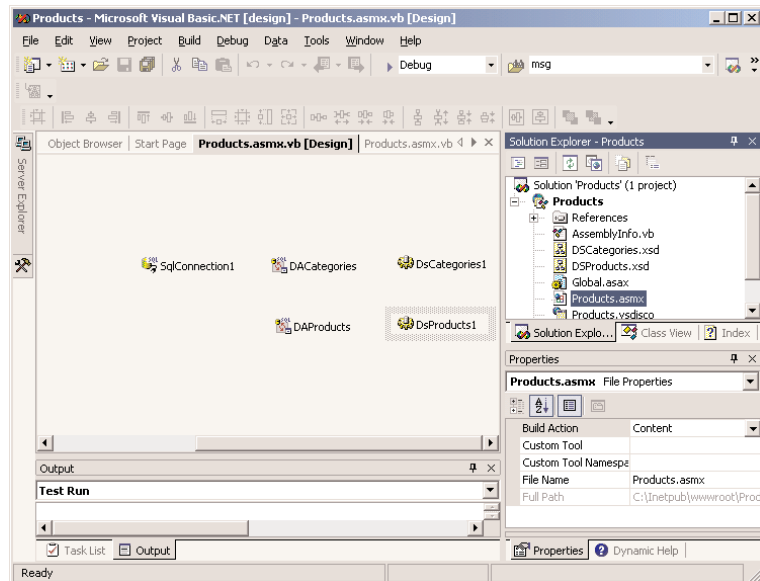 Products - Microsoft Visual Basic.NET [design] - Products.asmx.vb [Design]
File Edit View Project Build Debug Data Tools Window Help
Debug msg
Object Browser Start Page Products.asmx.vb [Design] Products.asmx.vb
Server Explorer
SqlConnection1 DACategories DsCategories1
DAProducts DsProducts1
Solution Explorer - Products
Solution 'Products' (1 project)
Products
References
AssemblyInfo.vb
DSCategories.xsd
DSProducts.xsd
Global.asax
Products.asmx
Products.vsdisco
Solution Explo... Class View Index
Properties
Products.asmx File Properties
Build Action Content
Custom Tool
Custom Tool Namespa
File Name Products.asmx
Full Path C:\Inetpub\wwwroot\Proc
Output
Test Run
Task List Output
Properties Dynamic Help
Ready